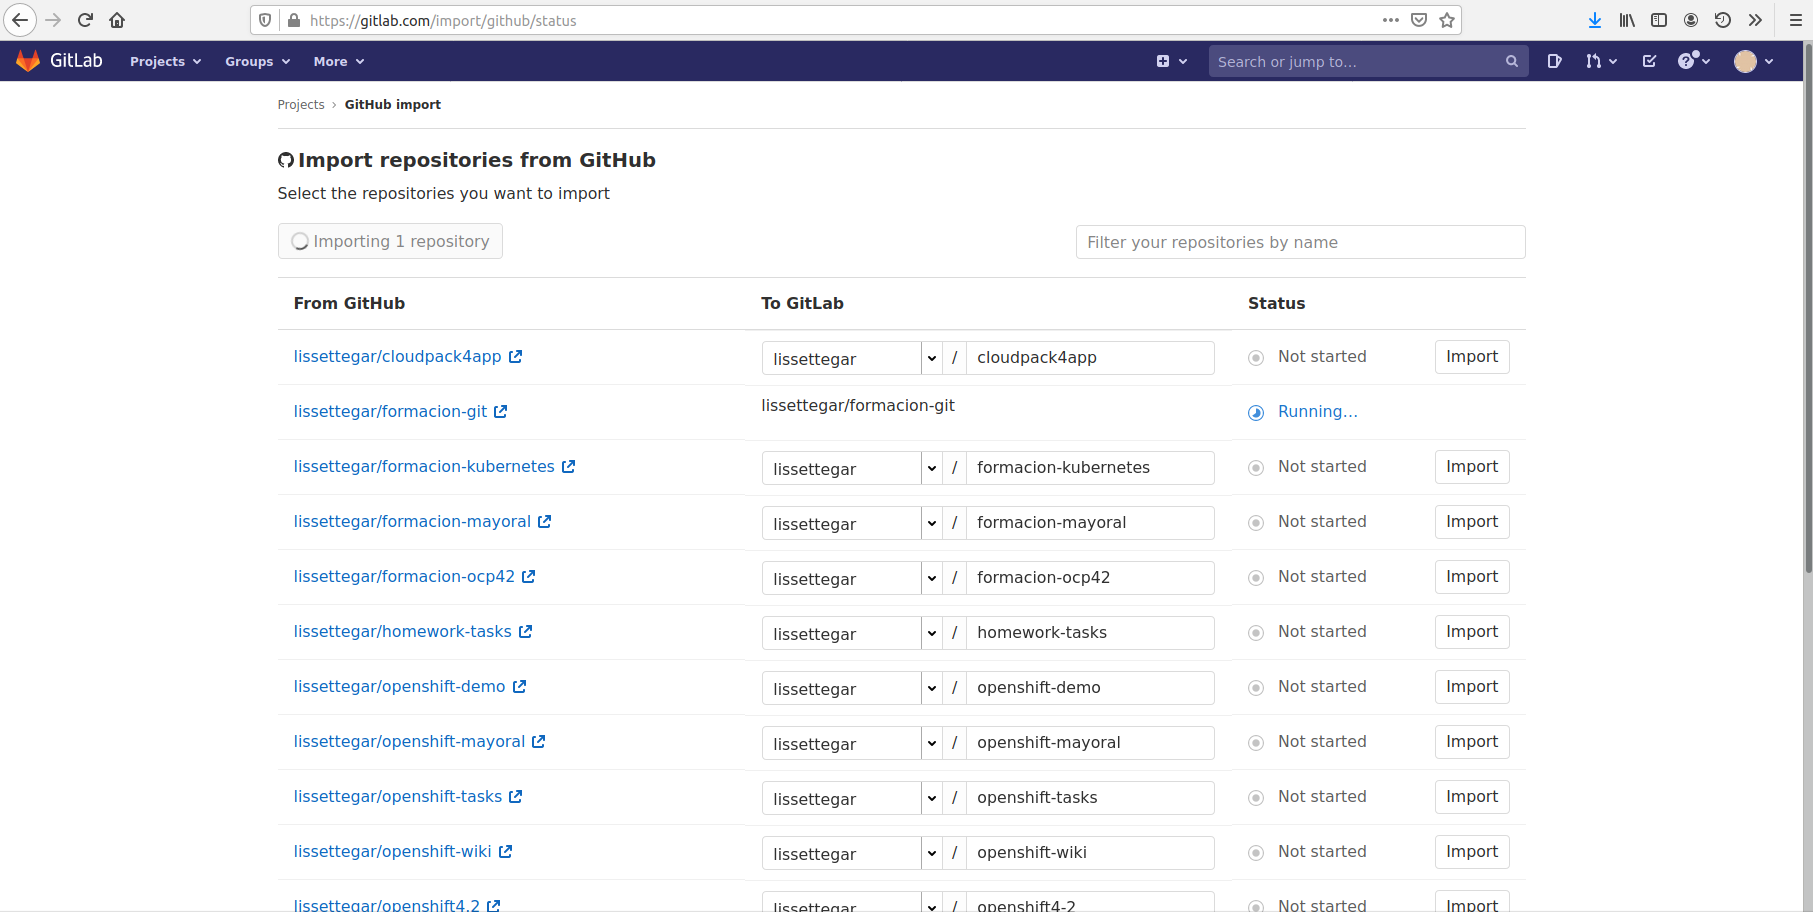 https://gitlab.com/import/github/status
GitLab Projects Groups More Search or jump to...
Projects › GitHub import
Import repositories from GitHub
Select the repositories you want to import
Importing 1 repository Filter your repositories by name
From GitHub To GitLab Status
lissettegar/cloudpack4app lissettegar / cloudpack4app Not started Import
lissettegar/formacion-git lissettegar/formacion-git Running...
lissettegar/formacion-kubernetes lissettegar / formacion-kubernetes Not started Import
lissettegar/formacion-mayoral lissettegar / formacion-mayoral Not started Import
lissettegar/formacion-ocp42 lissettegar / formacion-ocp42 Not started Import
lissettegar/homework-tasks lissettegar / homework-tasks Not started Import
lissettegar/openshift-demo lissettegar / openshift-demo Not started Import
lissettegar/openshift-mayoral lissettegar / openshift-mayoral Not started Import
lissettegar/openshift-tasks lissettegar / openshift-tasks Not started Import
lissettegar/openshift-wiki lissettegar / openshift-wiki Not started Import
lissettegar/openshift4.2 lissettegar / openshift4-2 Not started Import